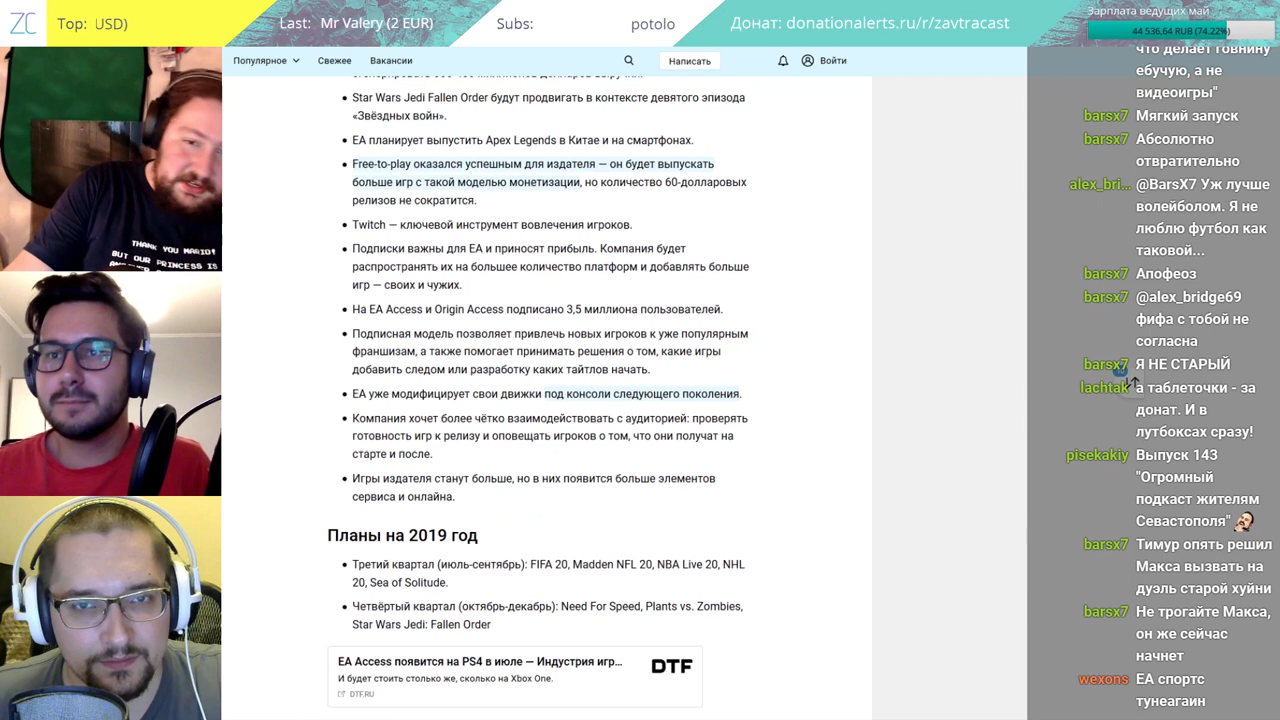 ZC
Top: USD)
Last: Mr Valery (2 EUR)
Subs:
potolo
Донат: donationalerts.ru/r/zavtracast
Зарплата ведущих май
44 536,64 RUB (74.22%)
Популярное
Свежее
Вакансии
Написать
Войти
Star Wars Jedi Fallen Order будут продвигать в контексте девятого эпизода
«Звёздных войн».
EA планирует выпустить Apex Legends в Китае и на смартфонах.
Free-to-play оказался успешным для издателя — он будет выпускать
больше игр с такой моделью монетизации, но количество 60-долларовых
релизов не сократится.
Twitch — ключевой инструмент вовлечения игроков.
Подписки важны для EA и приносят прибыль. Компания будет
распространять их на большее количество платформ и добавлять больше
игр — своих и чужих.
На EA Access и Origin Access подписано 3,5 миллиона пользователей.
Подписная модель позволяет привлечь новых игроков к уже популярным
франшизам, а также помогает принимать решения о том, какие игры
добавить следом или разработку каких тайтлов начать.
EA уже модифицирует свои движки под консоли следующего поколения.
Компания хочет более чётко взаимодействовать с аудиторией: проверять
готовность игр к релизу и оповещать игроков о том, что они получат на
старте и после.
Игры издателя станут больше, но в них появится больше элементов
сервиса и онлайна.
Планы на 2019 год
Третий квартал (июль-сентябрь): FIFA 20, Madden NFL 20, NBA Live 20, NHL
20, Sea of Solitude.
Четвёртый квартал (октябрь-декабрь): Need For Speed, Plants vs. Zombies,
Star Wars Jedi: Fallen Order
EA Access появится на PS4 в июле — Индустрия игр...
И будет стоить столько же, сколько на Xbox One.
DTF.RU
DTF
THANK YOU MARIO!
BUT OUR PRINCESS IS
что делает говнину
ебучую, а не
видеоигры"
barsx7 Мягкий запуск
barsx7 Абсолютно
отвратительно
alex_bri... @BarsX7 Уж лучше
волейболом. Я не
люблю футбол как
таковой...
barsx7 Апофеоз
barsx7 @alex_bridge69
фифа с тобой не
согласна
barsx7 Я НЕ СТАРЫЙ
lachtak а таблеточки - за
донат. И в
лутбоксах сразу!
pisekakiy Выпуск 143
"Огромный
подкаст жителям
Севастополя"
barsx7 Тимур опять решил
Макса вызвать на
дуэль старой хуйни
barsx7 Не трогайте Макса,
он же сейчас
начнет
wexons ЕА спортс
тунеагаин